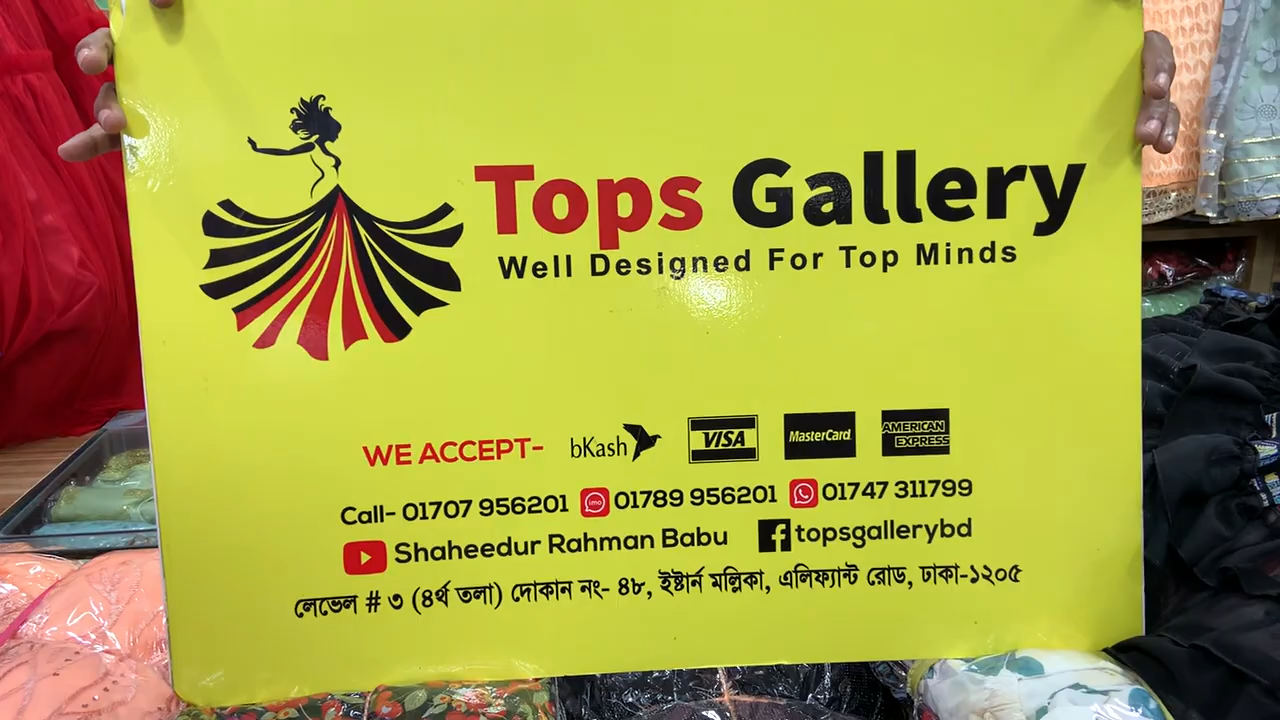 Tops Gallery
Well Designed For Top Minds
WE ACCEPT- bKash VISA MasterCard AMERICAN EXPRESS
Call- 01707 956201 imo 01789 956201 01747 311799
Shaheedur Rahman Babu topsgallerybd
লেভেল # ৩ (৪র্থ তলা) দোকান নং- ৪৮, ইষ্টার্ন মল্লিকা, এলিফ্যান্ট রোড, ঢাকা-১২০৫